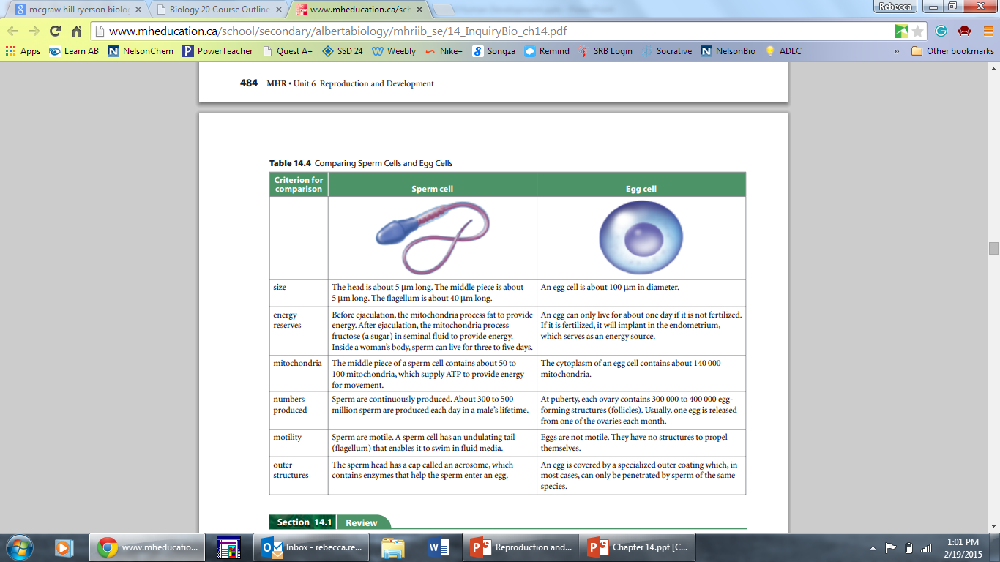 mcgraw hill ryerson biolog
Biology 20 Course Outline
www.mheducation.ca/sch
Rebecca
www.mheducation.ca/school/secondary/albertabiology/mhriib_se/14_InquiryBio_ch14.pdf
Apps Learn AB NelsonChem PowerTeacher Quest A+ SSD 24 Weebly Nike+ Songza Remind SRB Login Socrative NelsonBio ADLC » Other bookmarks
484 MHR • Unit 6 Reproduction and Development
Table 14.4 Comparing Sperm Cells and Egg Cells
Criterion for
comparison
Sperm cell
Egg cell
size
The head is about 5 µm long. The middle piece is about
5 µm long. The flagellum is about 40 µm long.
An egg cell is about 100 µm in diameter.
energy
reserves
Before ejaculation, the mitochondria process fat to provide
energy. After ejaculation, the mitochondria process
fructose (a sugar) in seminal fluid to provide energy.
Inside a woman's body, sperm can live for three to five days.
An egg can only live for about one day if it is not fertilized.
If it is fertilized, it will implant in the endometrium,
which serves as an energy source.
mitochondria
The middle piece of a sperm cell contains about 50 to
100 mitochondria, which supply ATP to provide energy
for movement.
The cytoplasm of an egg cell contains about 140 000
mitochondria.
numbers
produced
Sperm are continuously produced. About 300 to 500
million sperm are produced each day in a male's lifetime.
At puberty, each ovary contains 300 000 to 400 000 egg-
forming structures (follicles). Usually, one egg is released
from one of the ovaries each month.
motility
Sperm are motile. A sperm cell has an undulating tail
(flagellum) that enables it to swim in fluid media.
Eggs are not motile. They have no structures to propel
themselves.
outer
structures
The sperm head has a cap called an acrosome, which
contains enzymes that help the sperm enter an egg.
An egg is covered by a specialized outer coating which, in
most cases, can only be penetrated by sperm of the same
species.
Section 14.1 Review
www.mheducatio...
Inbox - rebecca.re...
Reproduction and...
Chapter 14.ppt [C...
1:01 PM
2/19/2015